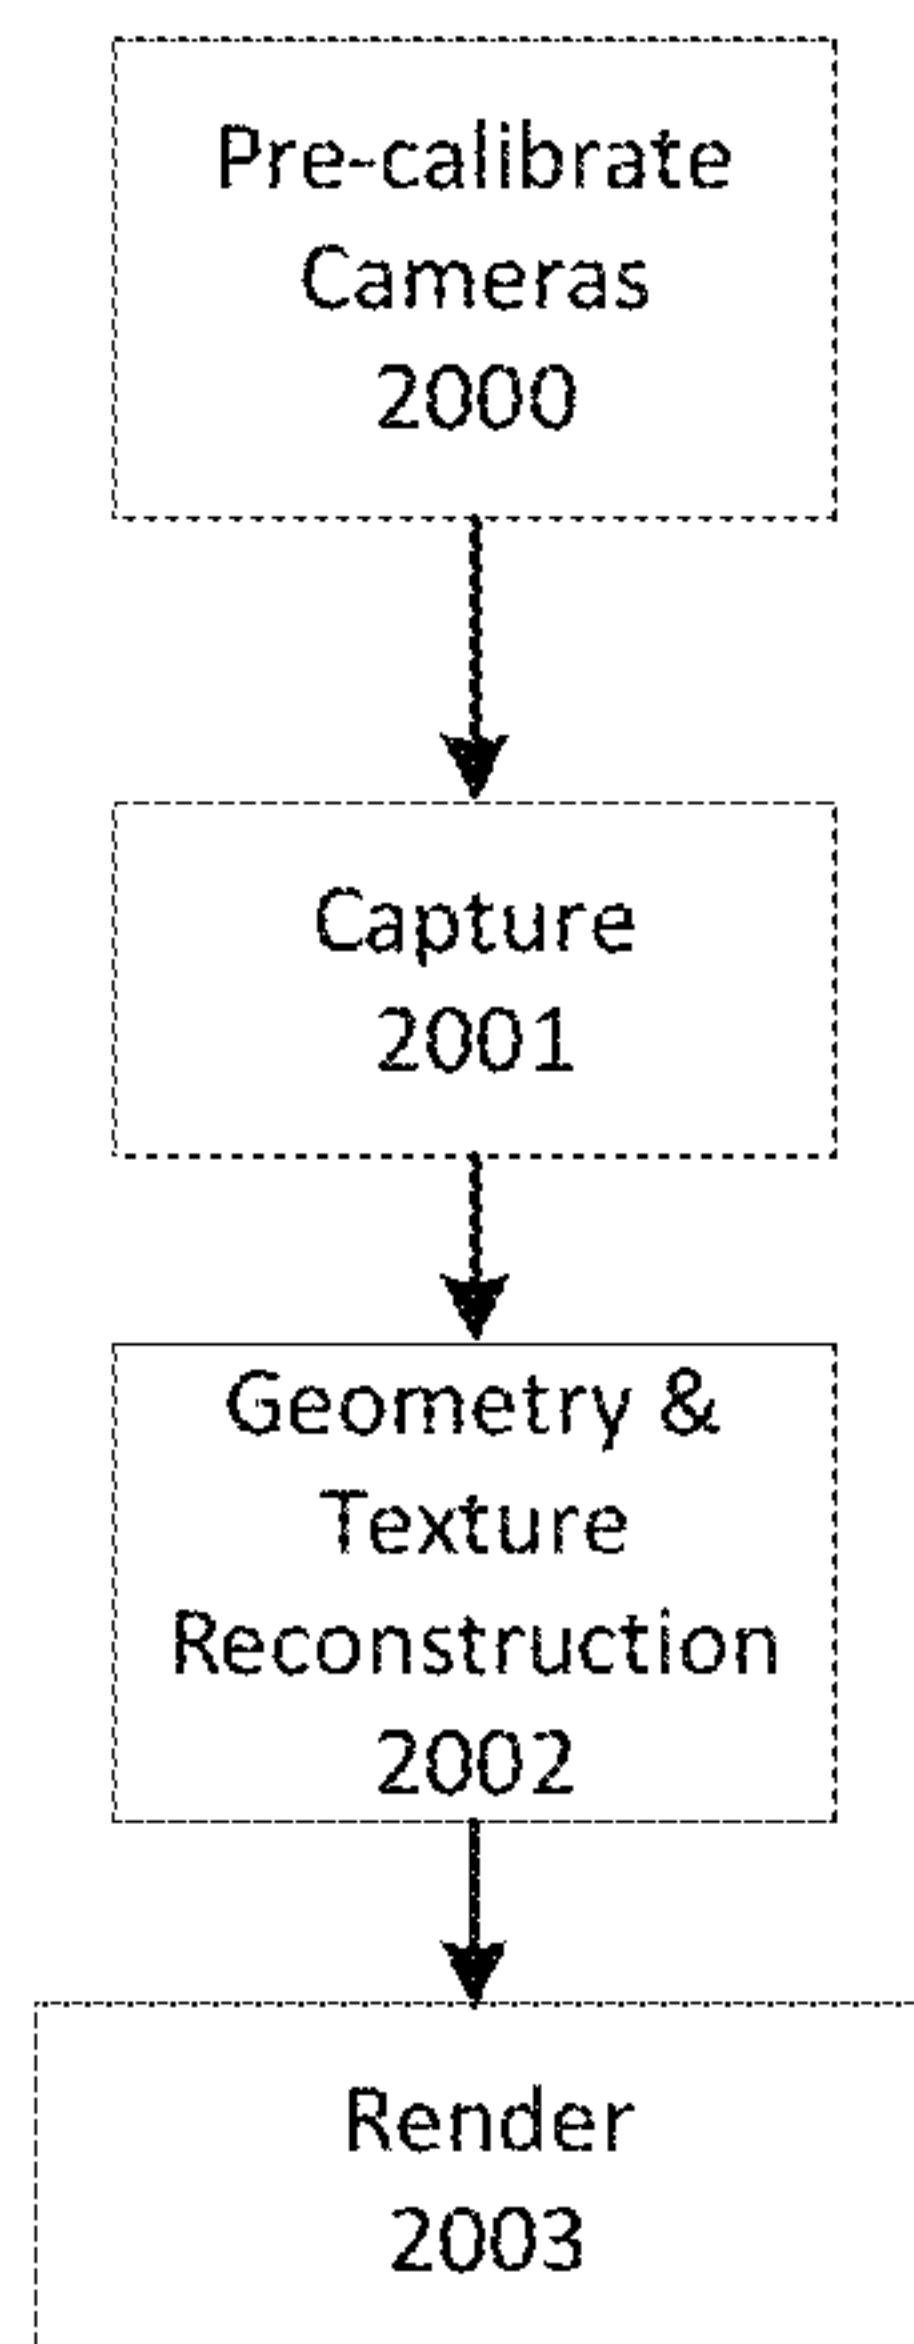 Pre-calibrate
Cameras
2000
Capture
2001
Geometry &
Texture
Reconstruction
2002
Render
2003